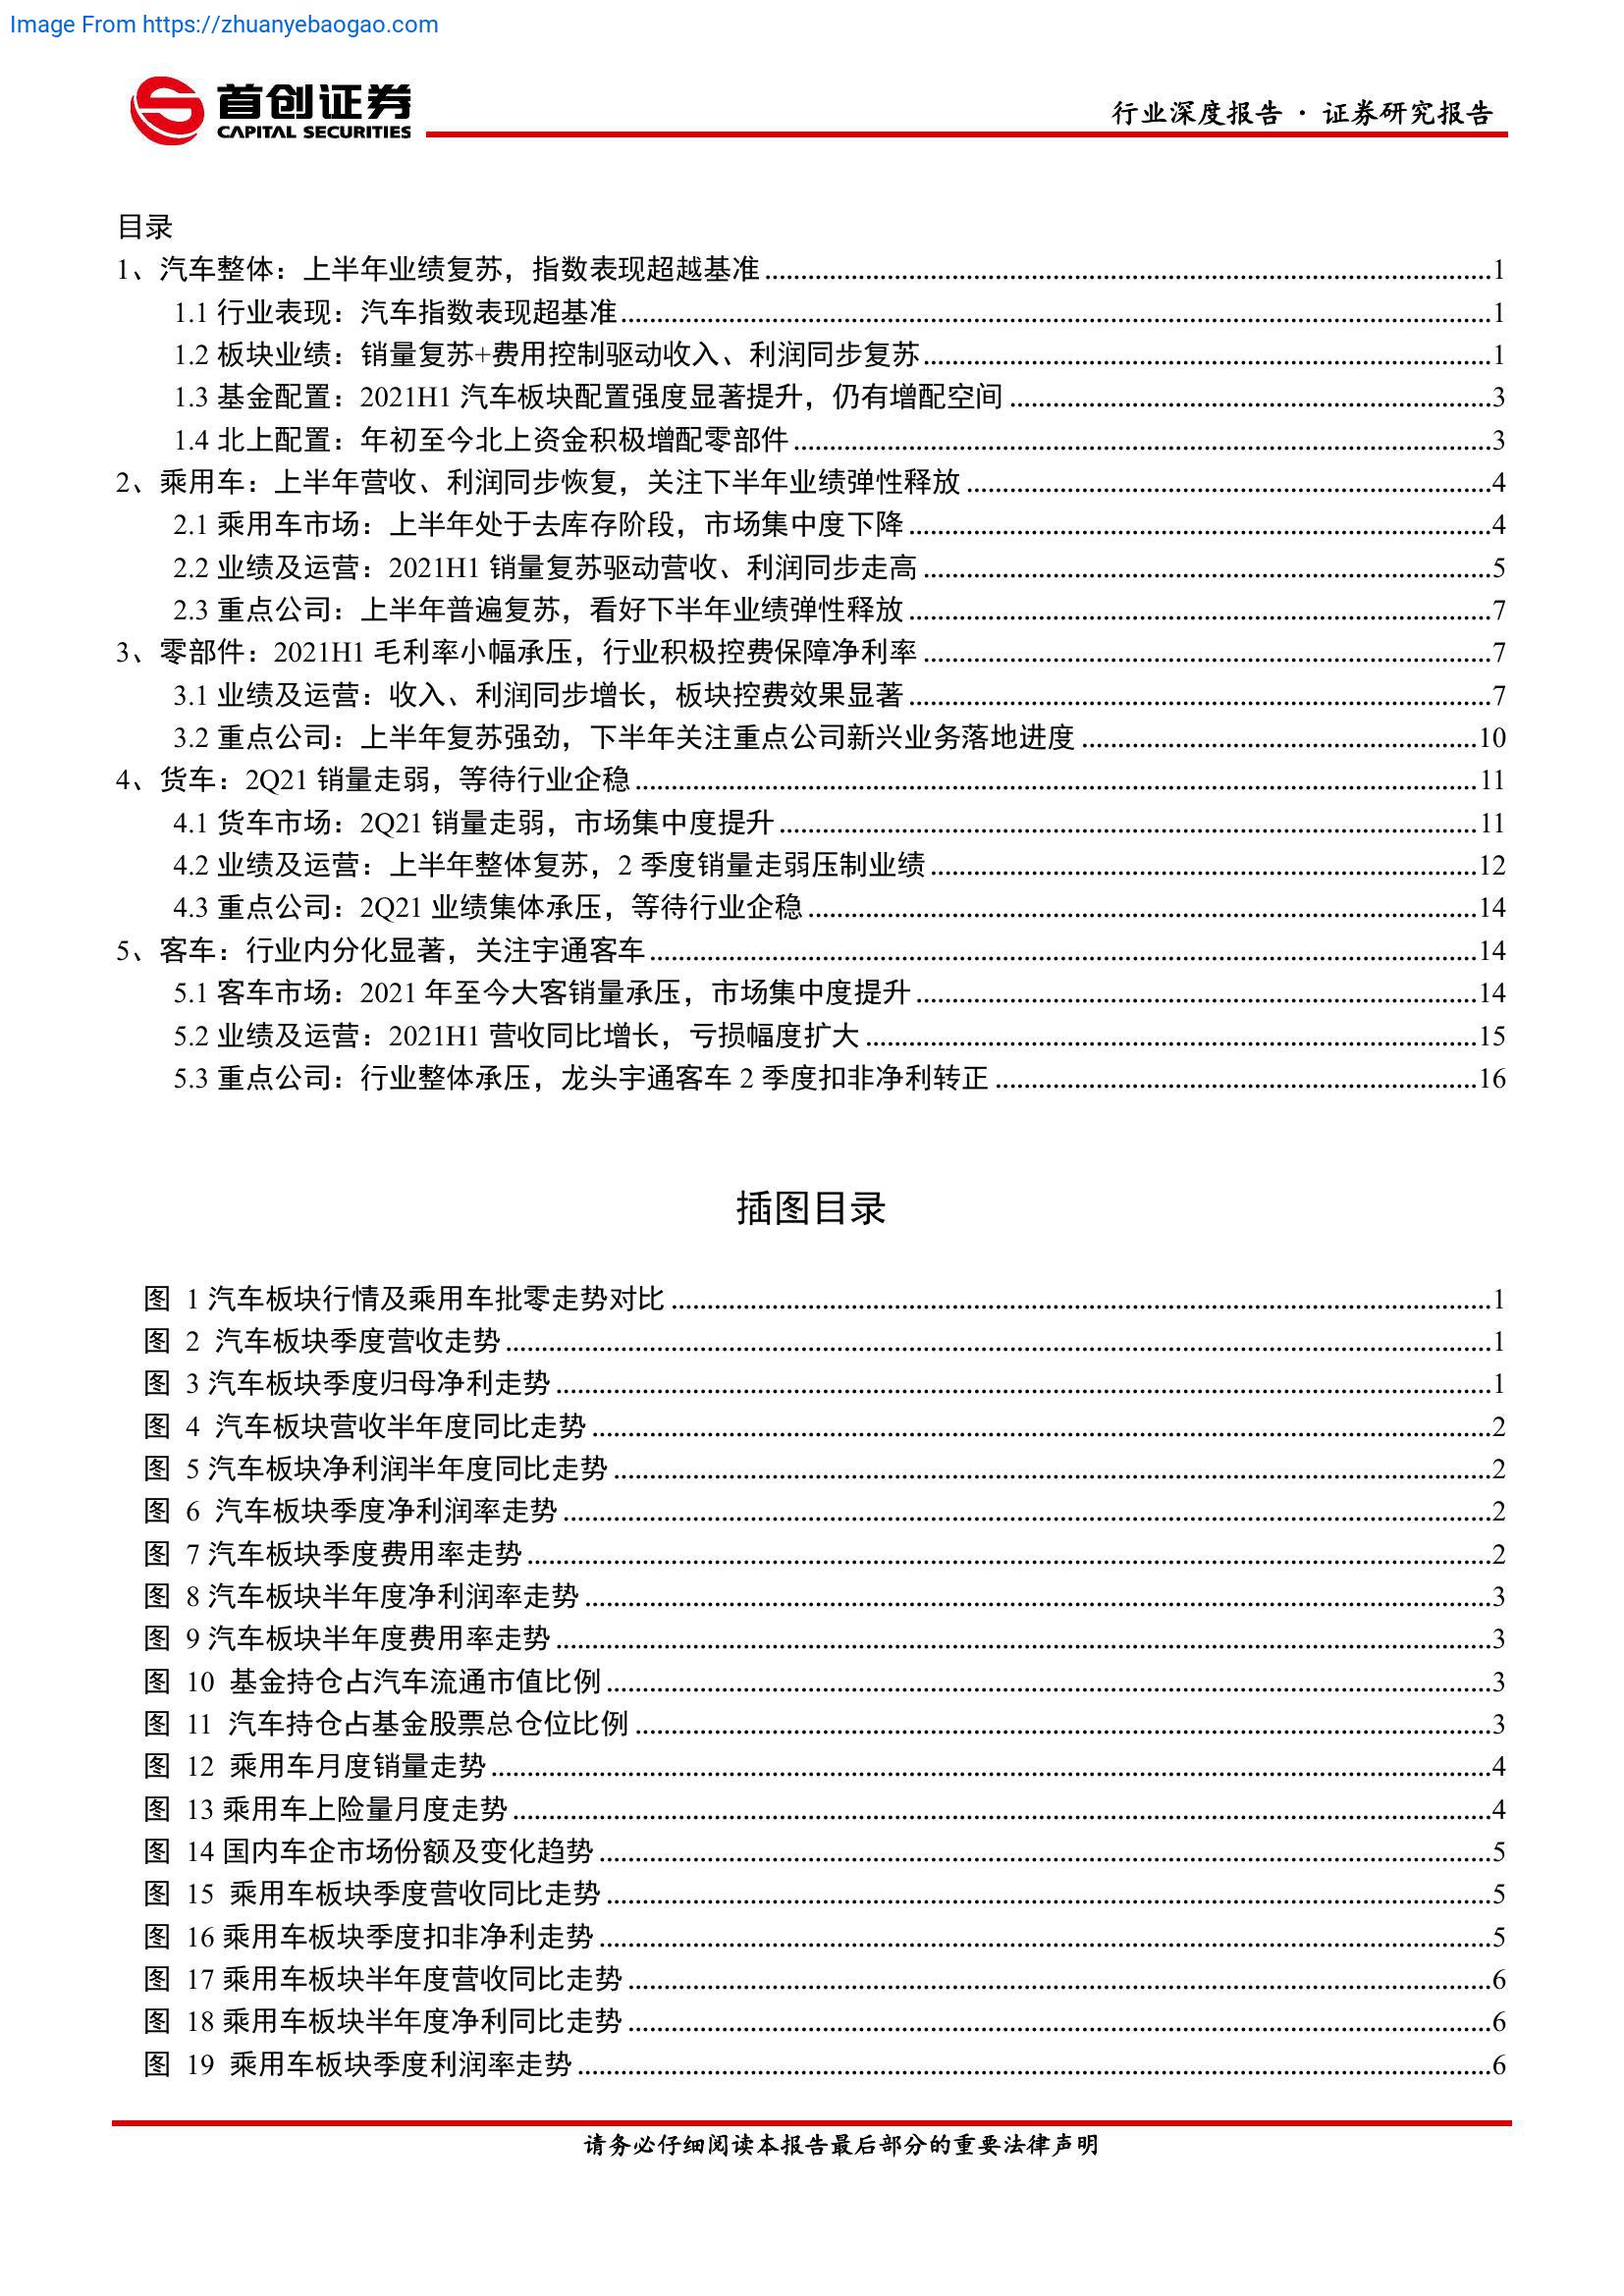 Image From https://zhuanyebaogao.com
首创证券
CAPITAL SECURITIES
行业深度报告 · 证券研究报告
目录
1、汽车整体：上半年业绩复苏，指数表现超越基准 1
1.1 行业表现：汽车指数表现超基准 1
1.2 板块业绩：销量复苏+费用控制驱动收入、利润同步复苏 1
1.3 基金配置：2021H1 汽车板块配置强度显著提升，仍有增配空间 3
1.4 北上配置：年初至今北上资金积极增配零部件 3
2、乘用车：上半年营收、利润同步恢复，关注下半年业绩弹性释放 4
2.1 乘用车市场：上半年处于去库存阶段，市场集中度下降 4
2.2 业绩及运营：2021H1 销量复苏驱动营收、利润同步走高 5
2.3 重点公司：上半年普遍复苏，看好下半年业绩弹性释放 7
3、零部件：2021H1 毛利率小幅承压，行业积极控费保障净利率 7
3.1 业绩及运营：收入、利润同步增长，板块控费效果显著 7
3.2 重点公司：上半年复苏强劲，下半年关注重点公司新兴业务落地进度 10
4、货车：2Q21 销量走弱，等待行业企稳 11
4.1 货车市场：2Q21 销量走弱，市场集中度提升 11
4.2 业绩及运营：上半年整体复苏，2 季度销量走弱压制业绩 12
4.3 重点公司：2Q21 业绩集体承压，等待行业企稳 14
5、客车：行业内分化显著，关注宇通客车 14
5.1 客车市场：2021 年至今大客销量承压，市场集中度提升 14
5.2 业绩及运营：2021H1 营收同比增长，亏损幅度扩大 15
5.3 重点公司：行业整体承压，龙头宇通客车 2 季度扣非净利转正 16
插图目录
图 1 汽车板块行情及乘用车批零走势对比 1
图 2 汽车板块季度营收走势 1
图 3 汽车板块季度归母净利走势 1
图 4 汽车板块营收半年度同比走势 2
图 5 汽车板块净利润半年度同比走势 2
图 6 汽车板块季度净利润率走势 2
图 7 汽车板块季度费用率走势 2
图 8 汽车板块半年度净利润率走势 3
图 9 汽车板块半年度费用率走势 3
图 10 基金持仓占汽车流通市值比例 3
图 11 汽车持仓占基金股票总仓位比例 3
图 12 乘用车月度销量走势 4
图 13 乘用车上险量月度走势 4
图 14 国内车企市场份额及变化趋势 5
图 15 乘用车板块季度营收同比走势 5
图 16 乘用车板块季度扣非净利走势 5
图 17 乘用车板块半年度营收同比走势 6
图 18 乘用车板块半年度净利同比走势 6
图 19 乘用车板块季度利润率走势 6
请务必仔细阅读本报告最后部分的重要法律声明